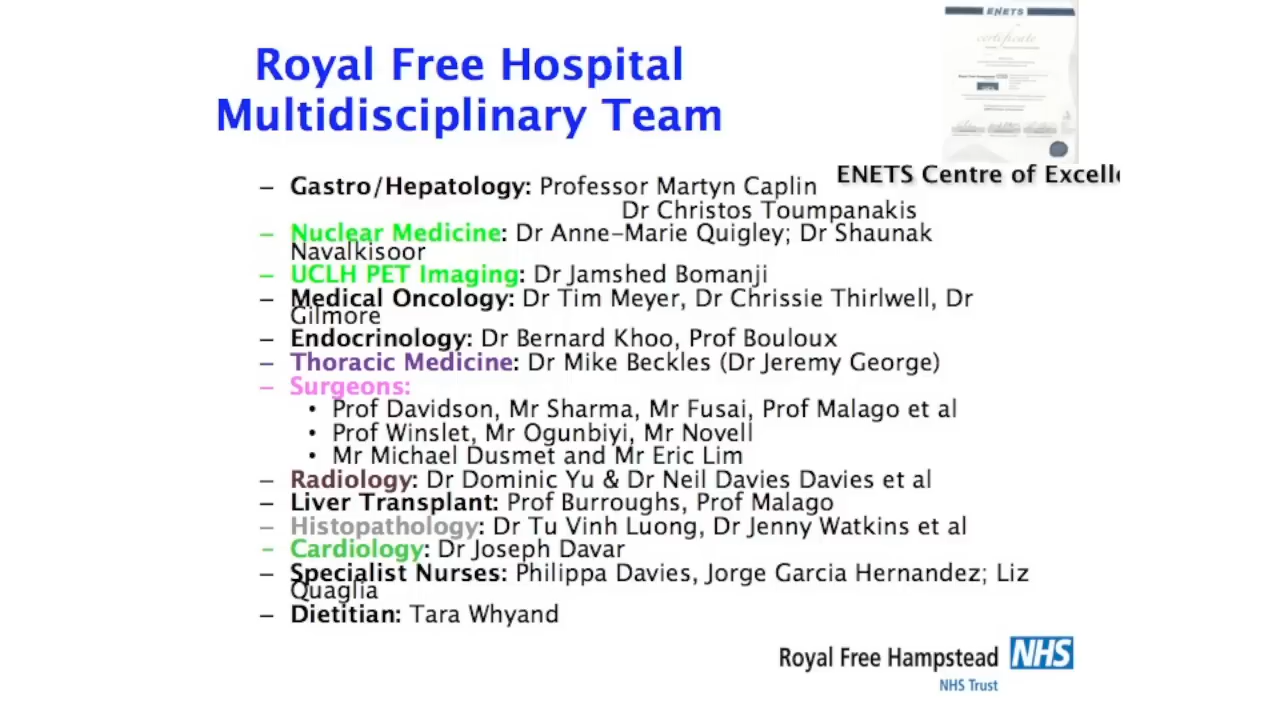 ENETS
certificate
Royal Free Hospital
Multidisciplinary Team
ENETS Centre of Excelle
– Gastro/Hepatology: Professor Martyn Caplin
Dr Christos Toumpanakis
– Nuclear Medicine: Dr Anne-Marie Quigley; Dr Shaunak
Navalkisoor
– UCLH PET Imaging: Dr Jamshed Bomanji
– Medical Oncology: Dr Tim Meyer, Dr Chrissie Thirlwell, Dr
Gilmore
– Endocrinology: Dr Bernard Khoo, Prof Bouloux
– Thoracic Medicine: Dr Mike Beckles (Dr Jeremy George)
– Surgeons:
• Prof Davidson, Mr Sharma, Mr Fusai, Prof Malago et al
• Prof Winslet, Mr Ogunbiyi, Mr Novell
• Mr Michael Dusmet and Mr Eric Lim
– Radiology: Dr Dominic Yu & Dr Neil Davies Davies et al
– Liver Transplant: Prof Burroughs, Prof Malago
– Histopathology: Dr Tu Vinh Luong, Dr Jenny Watkins et al
– Cardiology: Dr Joseph Davar
– Specialist Nurses: Philippa Davies, Jorge Garcia Hernandez; Liz
Quaglia
– Dietitian: Tara Whyand
Royal Free Hampstead NHS
NHS Trust